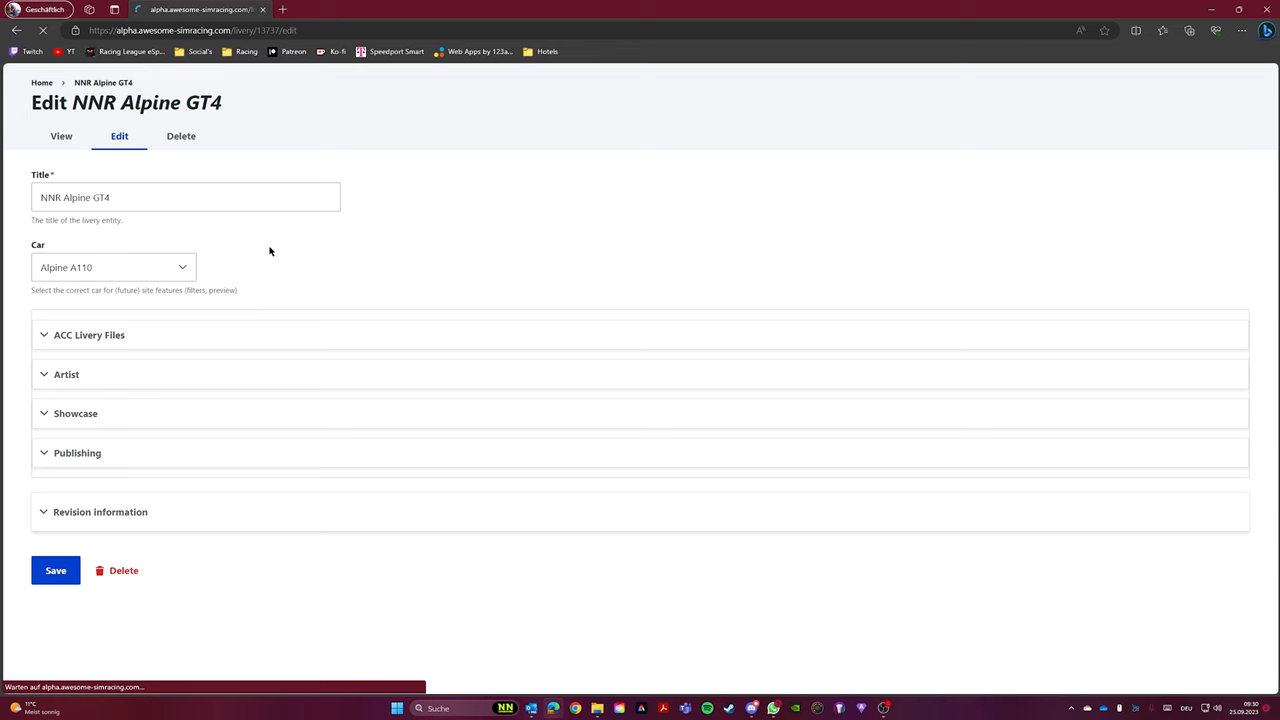 Geschäftlich
alpha.awesome-simracing.com/l
https://alpha.awesome-simracing.com/livery/13737/edit
Twitch
YT
Racing League eSp...
Social's
Racing
Patreon
Ko-fi
Speedport Smart
Web Apps by 123a...
Hotels
Home > NNR Alpine GT4
Edit NNR Alpine GT4
View
Edit
Delete
Title*
NNR Alpine GT4
The title of the livery entity.
Car
Alpine A110
Select the correct car for (future) site features (filters, preview)
ACC Livery Files
Artist
Showcase
Publishing
Revision information
Save
Delete
Warten auf alpha.awesome-simracing.com...
11°C
Meist sonnig
Suche
NN
DEU
09:30
25.09.2023